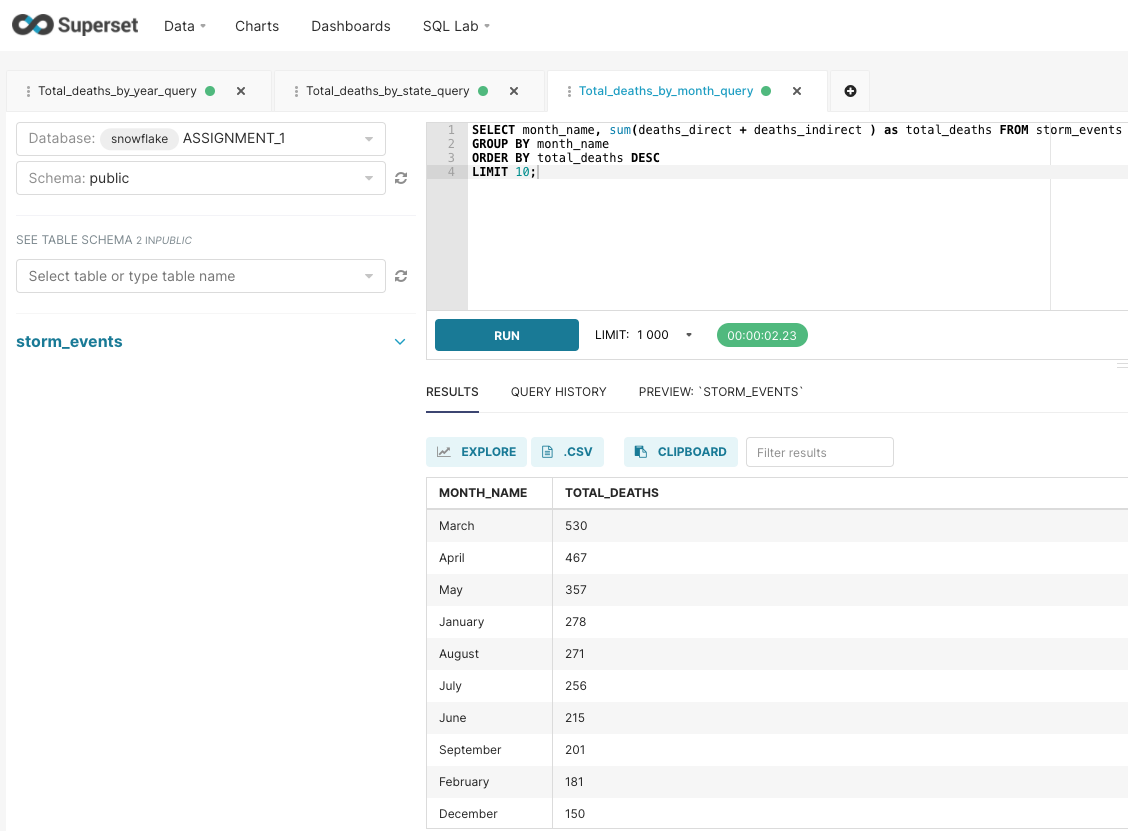 Superset Data Charts Dashboards SQL Lab
Total_deaths_by_year_query Total_deaths_by_state_query Total_deaths_by_month_query
Database: snowflake ASSIGNMENT_1
Schema: public
SEE TABLE SCHEMA 2 IN PUBLIC
Select table or type table name
storm_events
1 SELECT month_name, sum(deaths_direct + deaths_indirect ) as total_deaths FROM storm_events
2 GROUP BY month_name
3 ORDER BY total_deaths DESC
4 LIMIT 10;
RUN LIMIT: 1 000 00:00:02.23
RESULTS QUERY HISTORY PREVIEW: `STORM_EVENTS`
EXPLORE .CSV CLIPBOARD Filter results
MONTH_NAME TOTAL_DEATHS
March 530
April 467
May 357
January 278
August 271
July 256
June 215
September 201
February 181
December 150